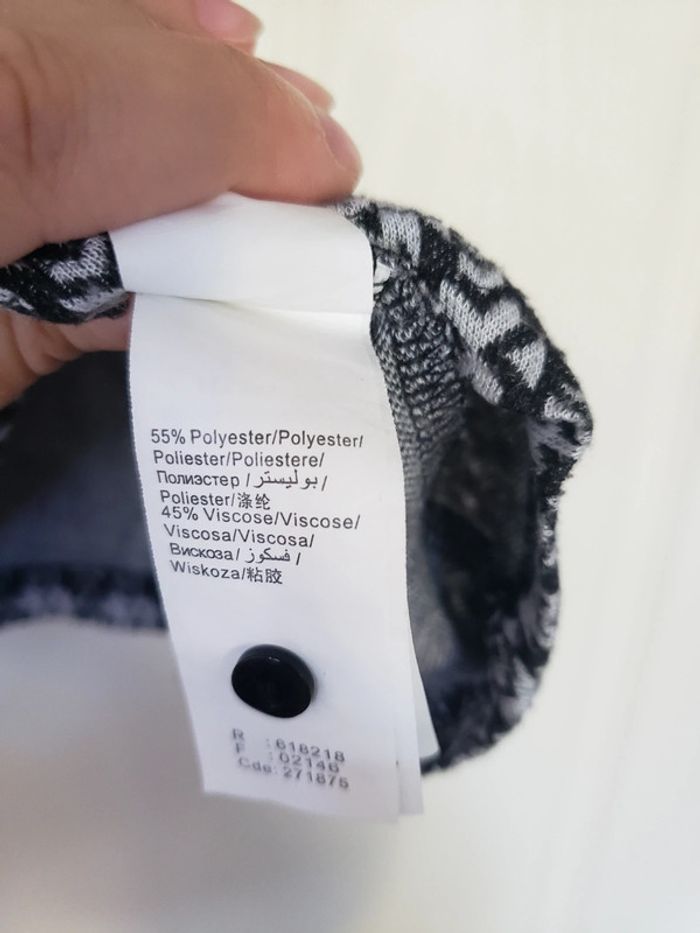 55% Polyester/Polyester/
Poliester/Poliestere/
Полиэстер / بوليستر /
Poliester/涤纶
45% Viscose/Viscose/
Viscosa/Viscosa/
Вискоза / فسكوز /
Wiskoza/粘胶
R : 618218
F : 02146
Cde: 271875